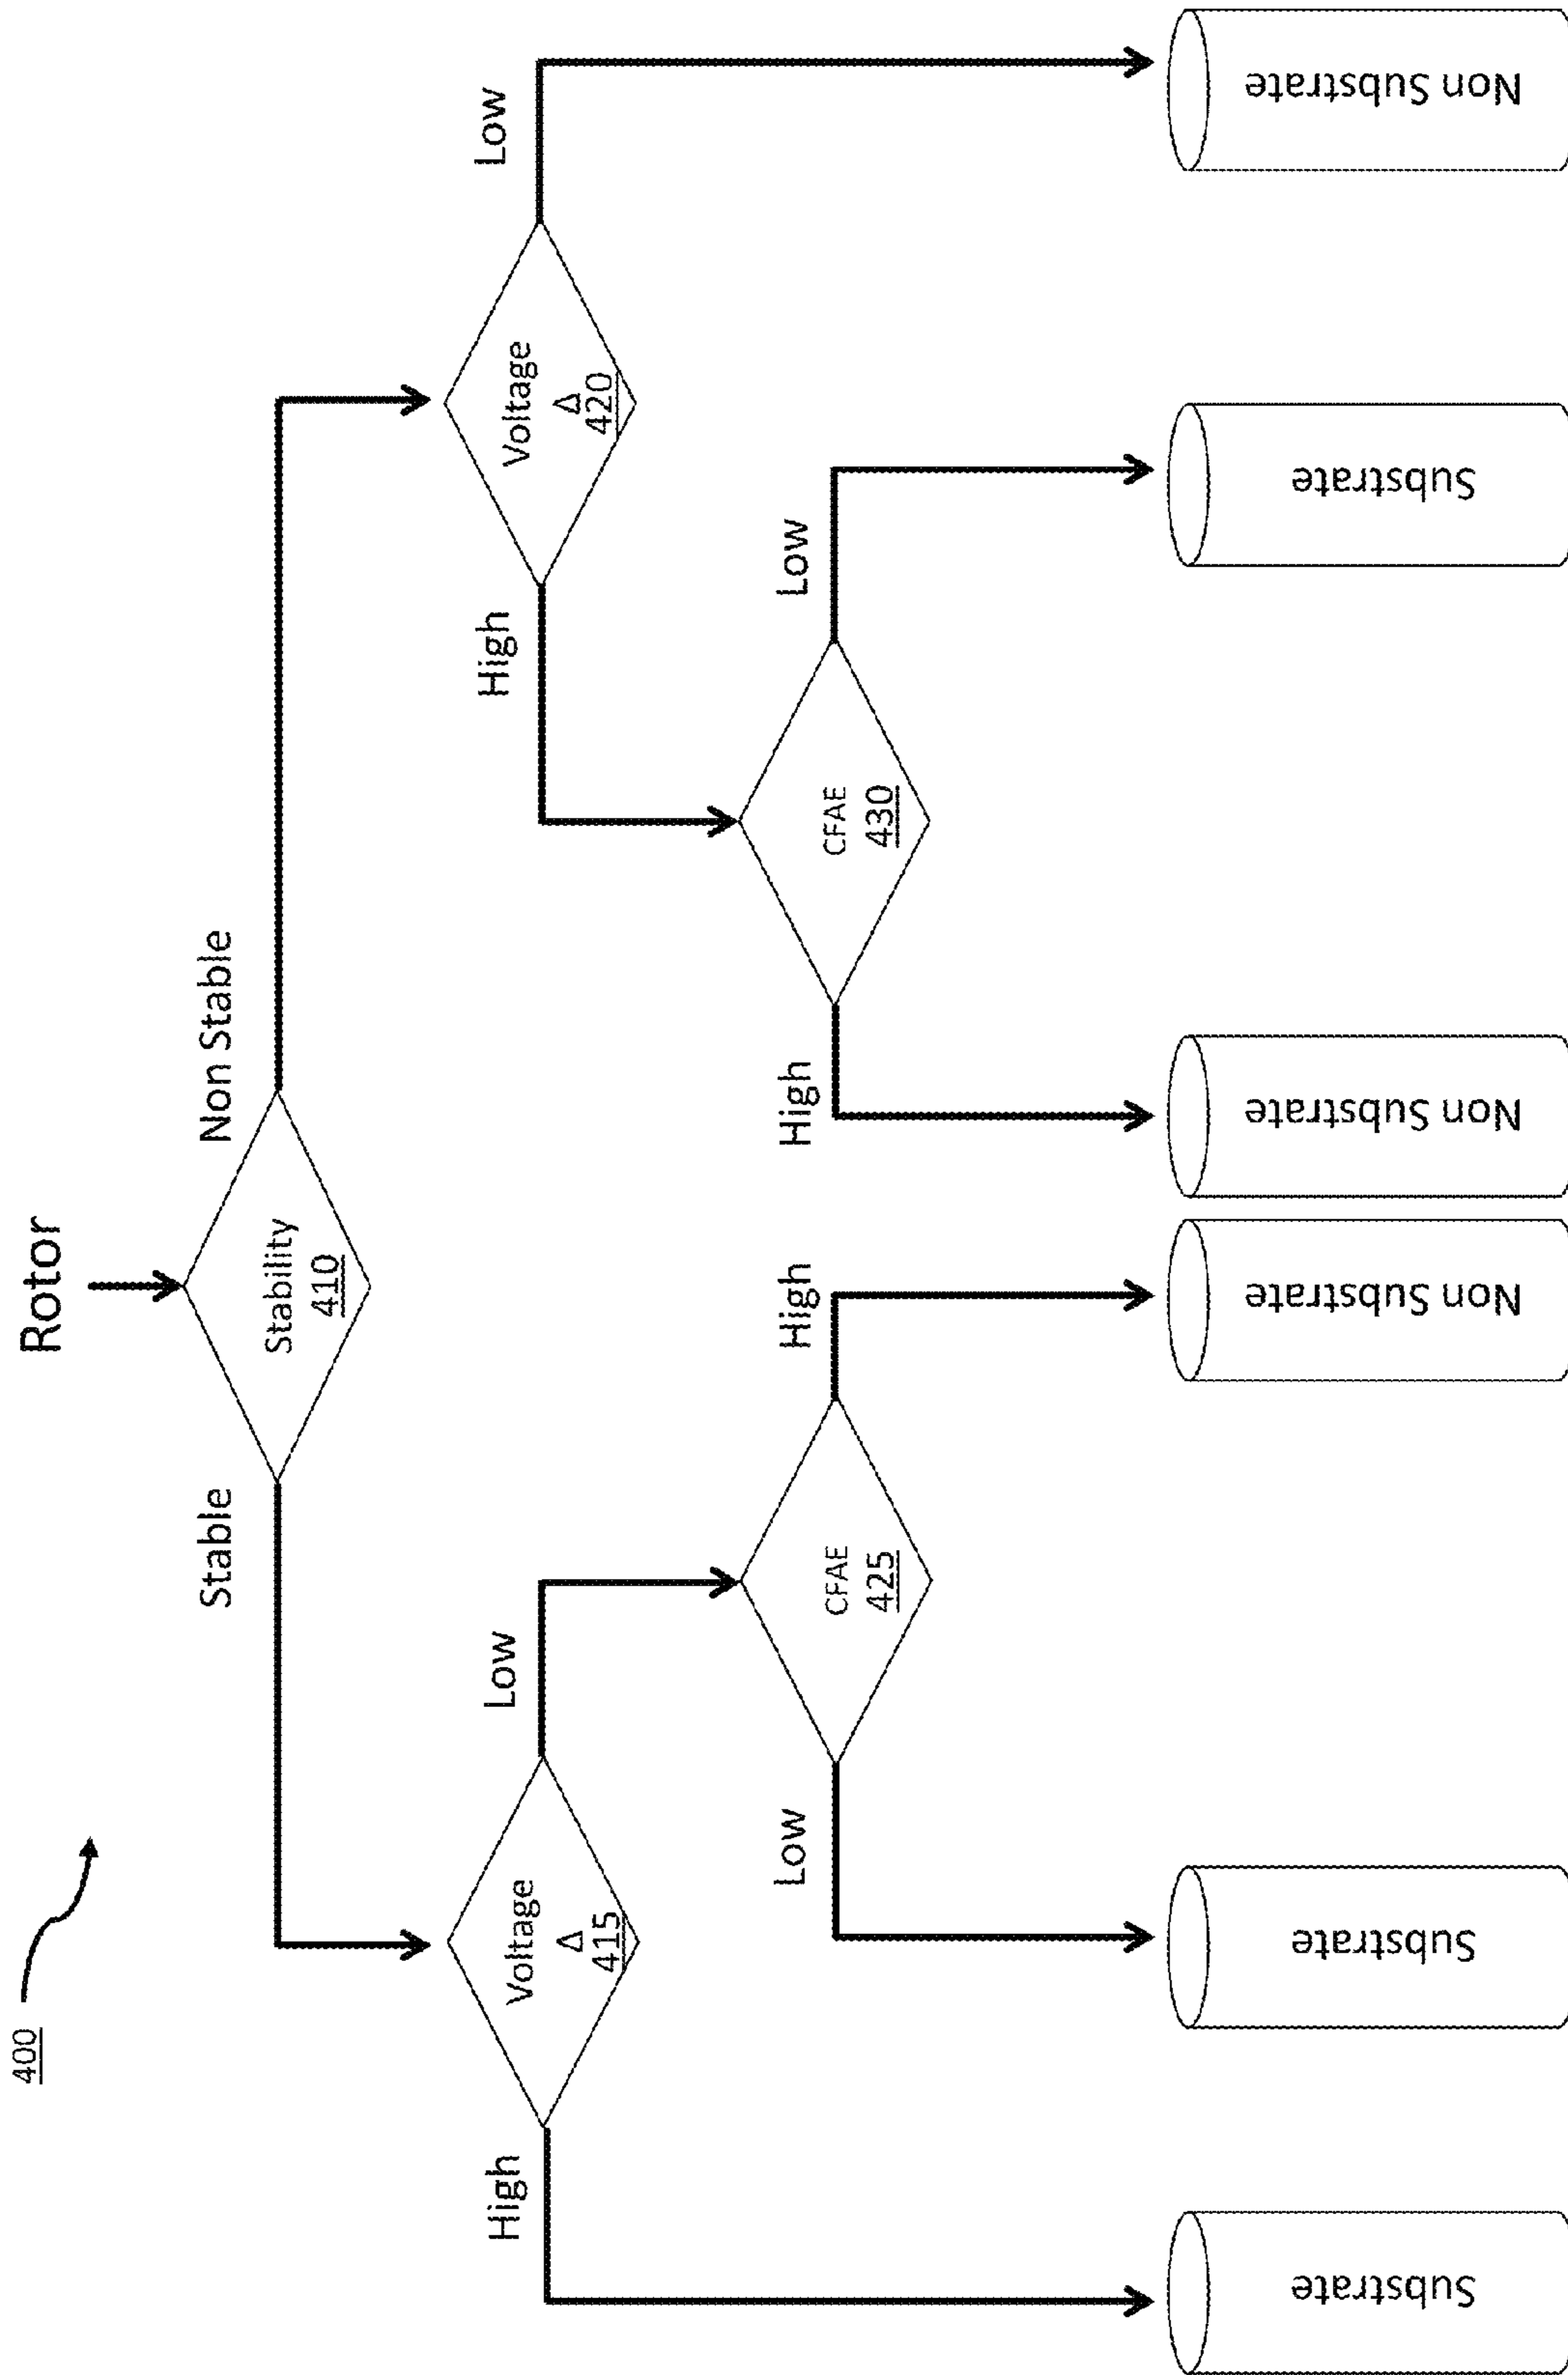 400
Rotor
Stable
Non Stable
Stability
410
High
Low
High
Low
Voltage
Δ
415
Voltage
Δ
420
Low
High
High
Low
CFAE
425
CFAE
430
Substrate
Substrate
Non Substrate
Non Substrate
Substrate
Non Substrate